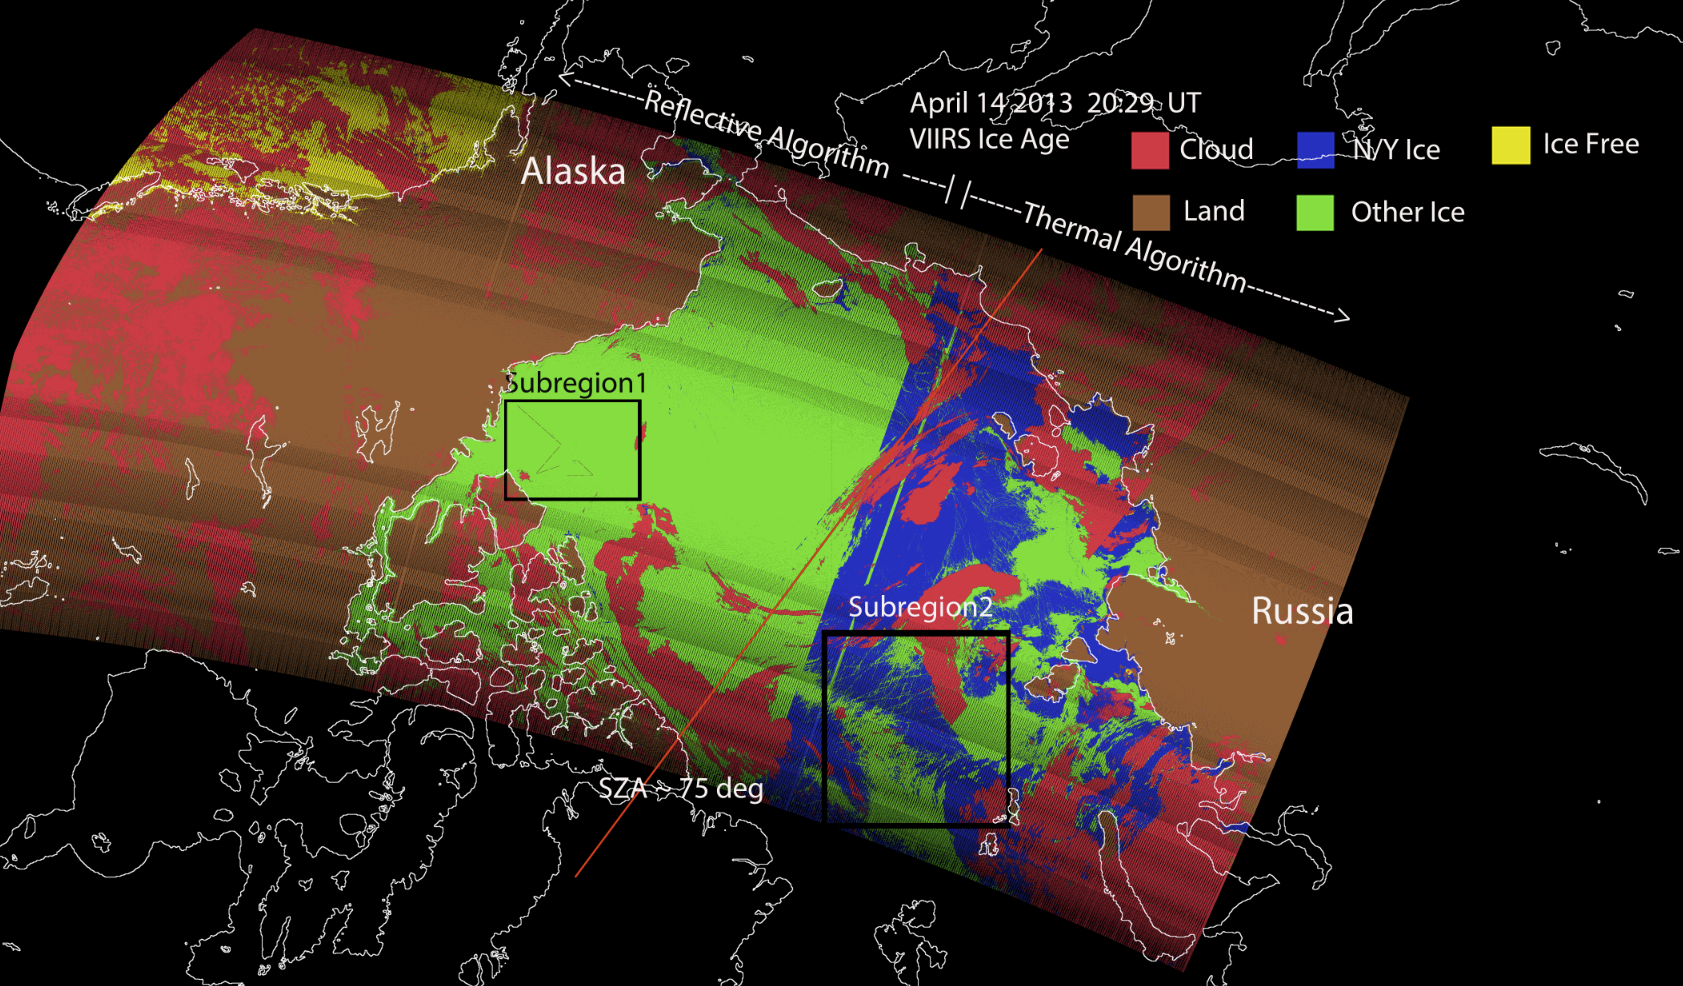 Reflective Algorithm
April 14 2013 20:29 UT
VIIRS Ice Age
Cloud
N/Y Ice
Ice Free
Land
Other Ice
Alaska
Thermal Algorithm
Subregion1
Subregion2
Russia
SZA ~ 75 deg